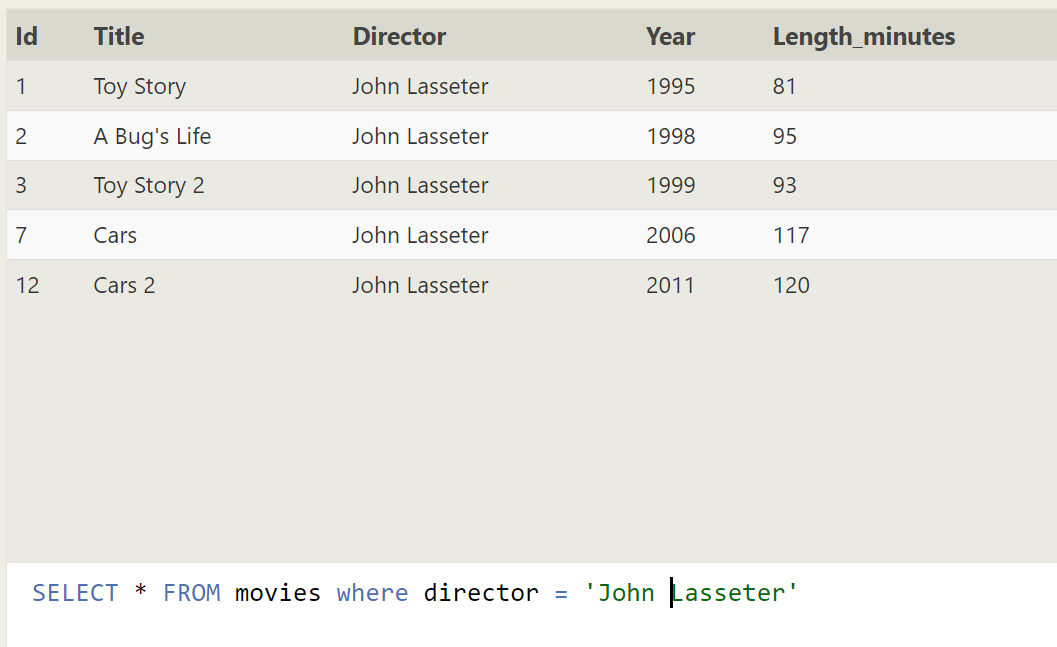 Id Title Director Year Length_minutes
1 Toy Story John Lasseter 1995 81
2 A Bug's Life John Lasseter 1998 95
3 Toy Story 2 John Lasseter 1999 93
7 Cars John Lasseter 2006 117
12 Cars 2 John Lasseter 2011 120
SELECT * FROM movies where director = 'John Lasseter'